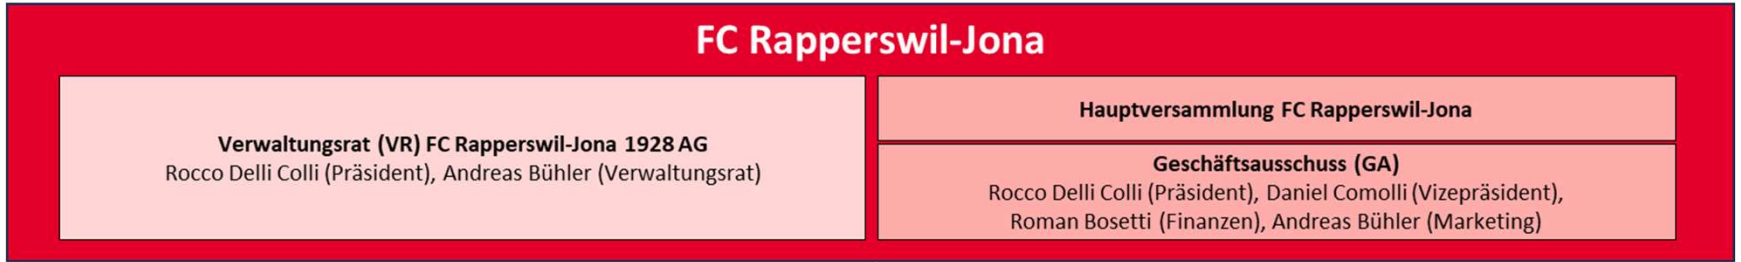 FC Rapperswil-Jona
Verwaltungsrat (VR) FC Rapperswil-Jona 1928 AG
Rocco Delli Colli (Präsident), Andreas Bühler (Verwaltungsrat)
Hauptversammlung FC Rapperswil-Jona
Geschäftsausschuss (GA)
Rocco Delli Colli (Präsident), Daniel Comolli (Vizepräsident),
Roman Bosetti (Finanzen), Andreas Bühler (Marketing)